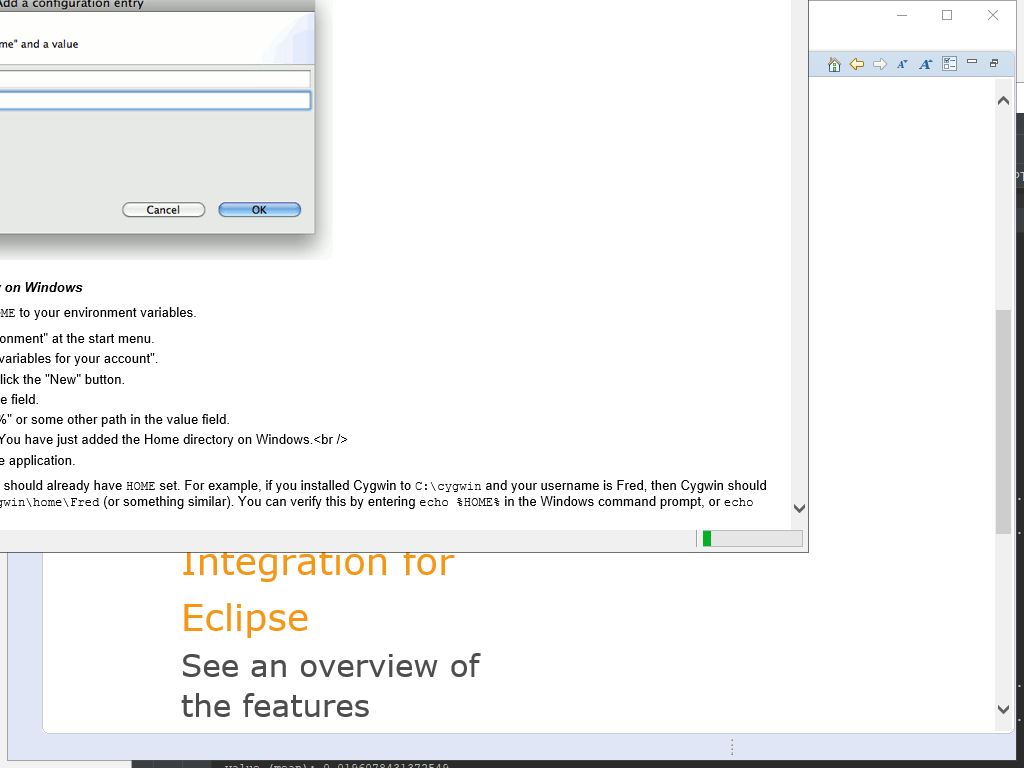 Add a configuration entry
me" and a value
Cancel
OK
on Windows
ME to your environment variables.
onment" at the start menu.
variables for your account".
lick the "New" button.
e field.
%" or some other path in the value field.
You have just added the Home directory on Windows.<br />
e application.
should already have HOME set. For example, if you installed Cygwin to C:\cygwin and your username is Fred, then Cygwin should
gwin\home\Fred (or something similar). You can verify this by entering echo %HOME% in the Windows command prompt, or echo
Integration for
Eclipse
See an overview of
the features
value (mean): 0.0196078431372549